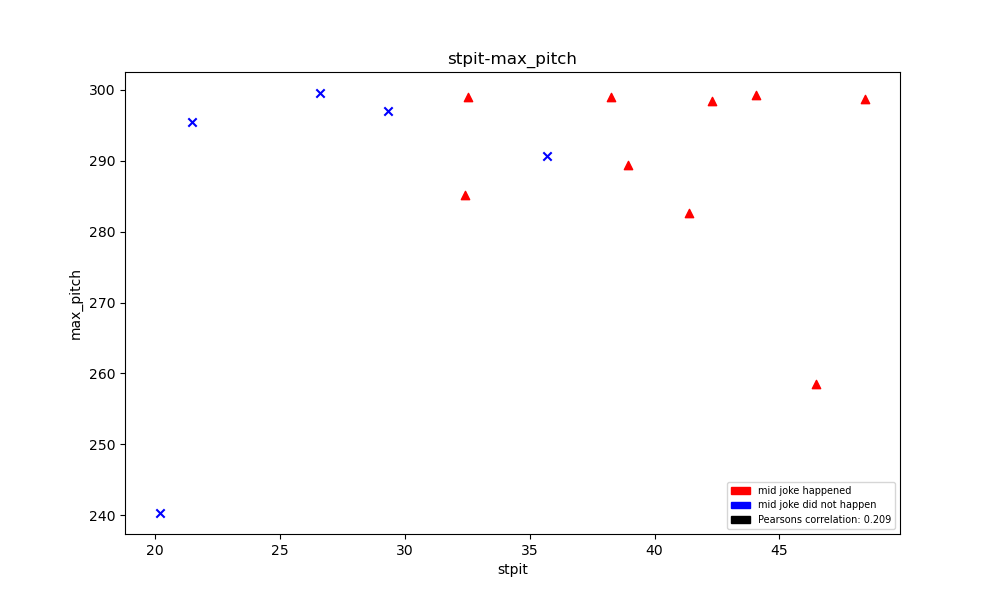 stpit-max_pitch
300
290
280
270
260
250
240
max_pitch
20
25
30
35
40
45
stpit
mid joke happened
mid joke did not happen
Pearsons correlation: 0.209